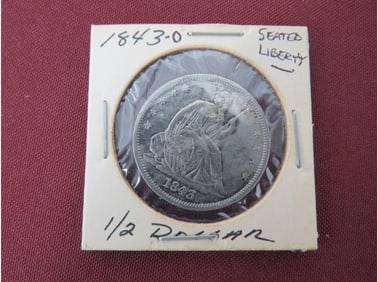 1843-O
SEATED
LIBERTY
1843
1/2 DOLLAR